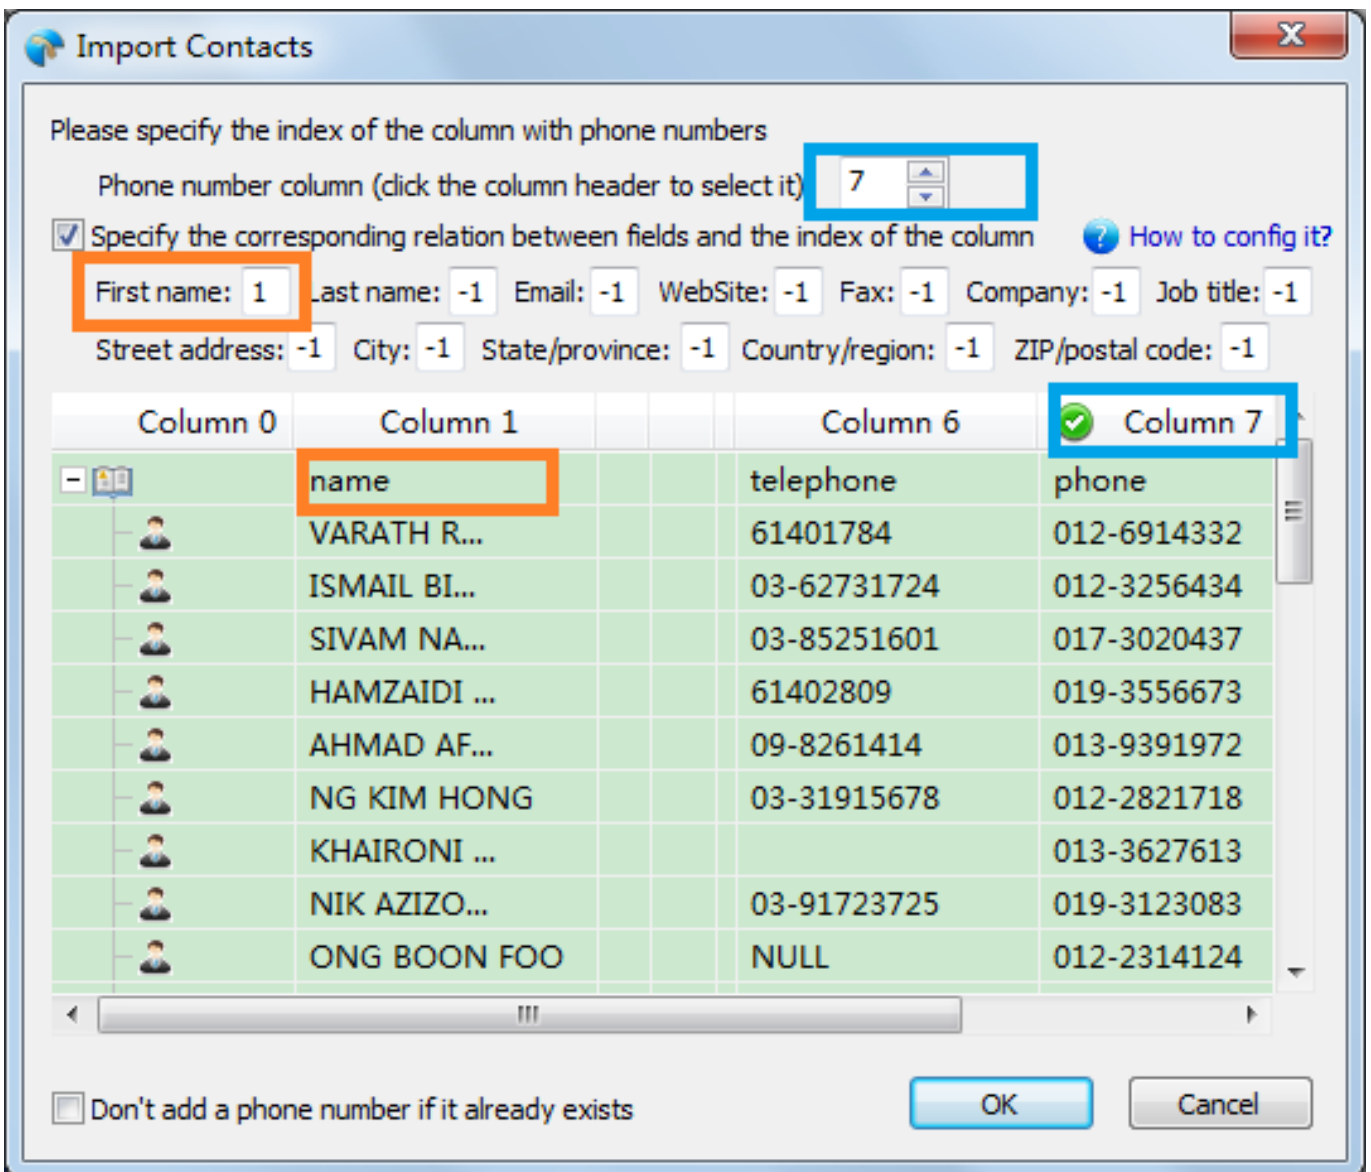 Import Contacts
Please specify the index of the column with phone numbers
Phone number column (click the column header to select it) 7
Specify the corresponding relation between fields and the index of the column How to config it?
First name: 1 Last name: -1 Email: -1 WebSite: -1 Fax: -1 Company: -1 Job title: -1
Street address: -1 City: -1 State/province: -1 Country/region: -1 ZIP/postal code: -1
Column 0 Column 1 Column 6 Column 7
name telephone phone
VARATH R... 61401784 012-6914332
ISMAIL BI... 03-62731724 012-3256434
SIVAM NA... 03-85251601 017-3020437
HAMZAIDI ... 61402809 019-3556673
AHMAD AF... 09-8261414 013-9391972
NG KIM HONG 03-31915678 012-2821718
KHAIRONI ... 013-3627613
NIK AZIZO... 03-91723725 019-3123083
ONG BOON FOO NULL 012-2314124
Don't add a phone number if it already exists OK Cancel